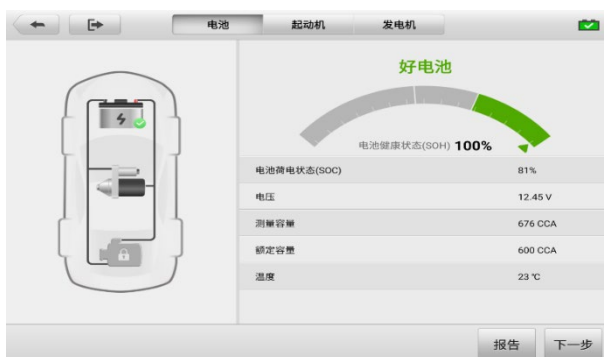 电池 起动机 发电机
好电池
电池健康状态(SOH) 100%
电池荷电状态(SOC) 81%
电压 12.45 V
测量容量 676 CCA
额定容量 600 CCA
温度 23 ℃
报告 下一步